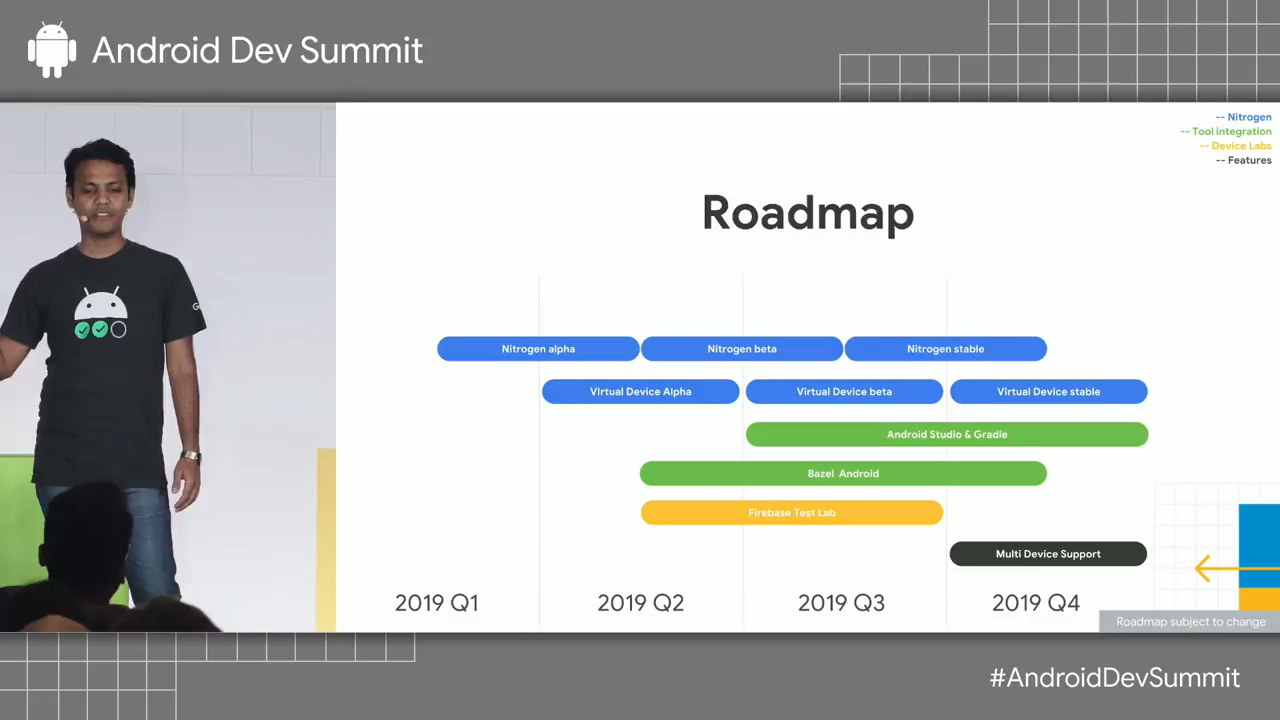 Android Dev Summit
-- Nitrogen
-- Tool integration
-- Device Labs
-- Features
Roadmap
Nitrogen alpha
Nitrogen beta
Nitrogen stable
Virtual Device Alpha
Virtual Device beta
Virtual Device stable
Android Studio & Gradle
Bazel Android
Firebase Test Lab
Multi Device Support
2019 Q1
2019 Q2
2019 Q3
2019 Q4
Roadmap subject to change
#AndroidDevSummit